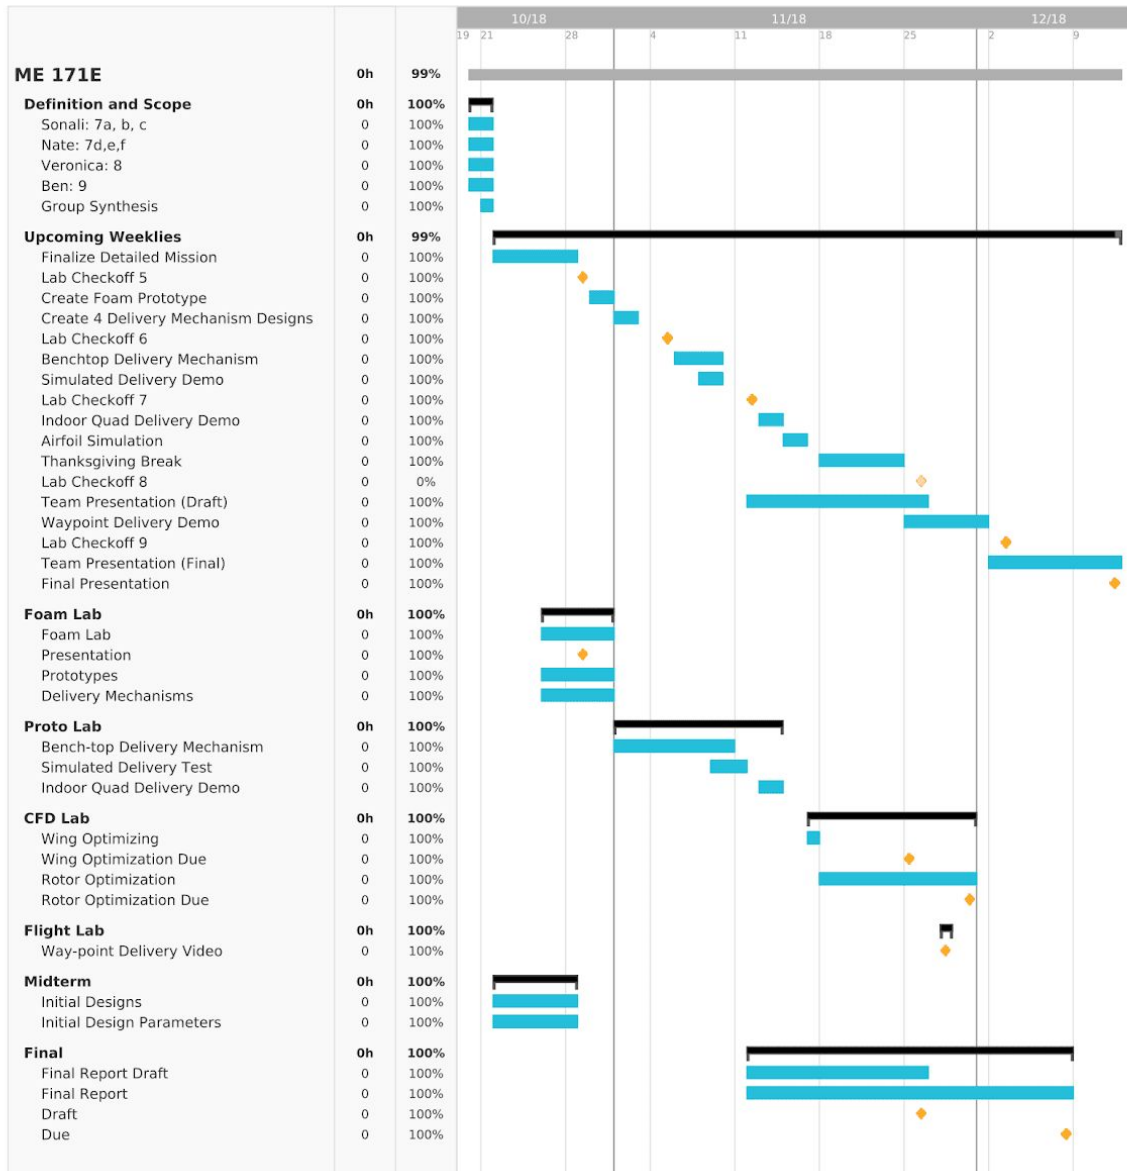 10/18 11/18 12/18
19 21 28 4 11 18 25 2 9
ME 171E 0h 99%
Definition and Scope 0h 100%
Sonali: 7a, b, c 0 100%
Nate: 7d,e,f 0 100%
Veronica: 8 0 100%
Ben: 9 0 100%
Group Synthesis 0 100%
Upcoming Weeklies 0h 99%
Finalize Detailed Mission 0 100%
Lab Checkoff 5 0 100%
Create Foam Prototype 0 100%
Create 4 Delivery Mechanism Designs 0 100%
Lab Checkoff 6 0 100%
Benchtop Delivery Mechanism 0 100%
Simulated Delivery Demo 0 100%
Lab Checkoff 7 0 100%
Indoor Quad Delivery Demo 0 100%
Airfoil Simulation 0 100%
Thanksgiving Break 0 100%
Lab Checkoff 8 0 0%
Team Presentation (Draft) 0 100%
Waypoint Delivery Demo 0 100%
Lab Checkoff 9 0 100%
Team Presentation (Final) 0 100%
Final Presentation 0 100%
Foam Lab 0h 100%
Foam Lab 0 100%
Presentation 0 100%
Prototypes 0 100%
Delivery Mechanisms 0 100%
Proto Lab 0h 100%
Bench-top Delivery Mechanism 0 100%
Simulated Delivery Test 0 100%
Indoor Quad Delivery Demo 0 100%
CFD Lab 0h 100%
Wing Optimizing 0 100%
Wing Optimization Due 0 100%
Rotor Optimization 0 100%
Rotor Optimization Due 0 100%
Flight Lab 0h 100%
Way-point Delivery Video 0 100%
Midterm 0h 100%
Initial Designs 0 100%
Initial Design Parameters 0 100%
Final 0h 100%
Final Report Draft 0 100%
Final Report 0 100%
Draft 0 100%
Due 0 100%